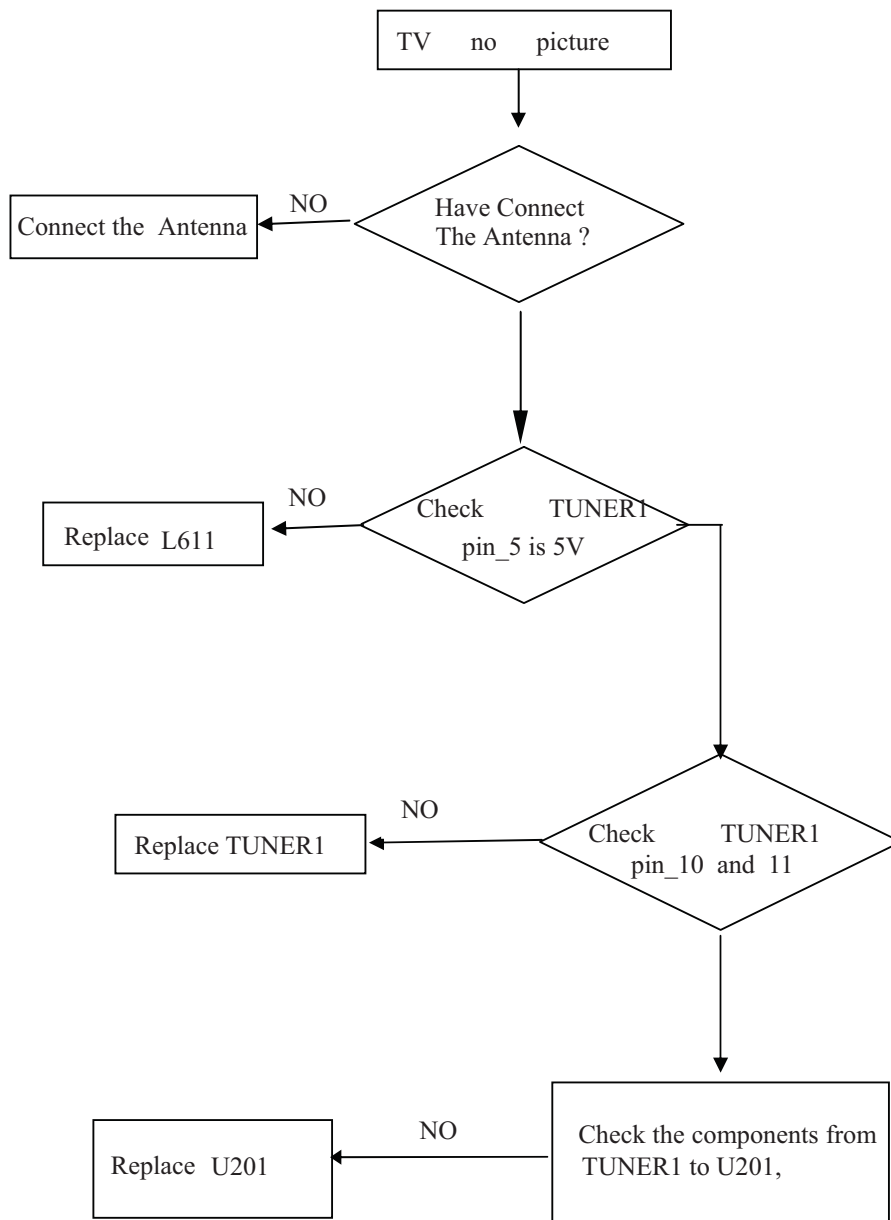 TV no picture
Have Connect
The Antenna ?
NO
Connect the Antenna
Check TUNER1
pin_5 is 5V
NO
Replace L611
Check TUNER1
pin_10 and 11
NO
Replace TUNER1
Check the components from
TUNER1 to U201,
NO
Replace U201